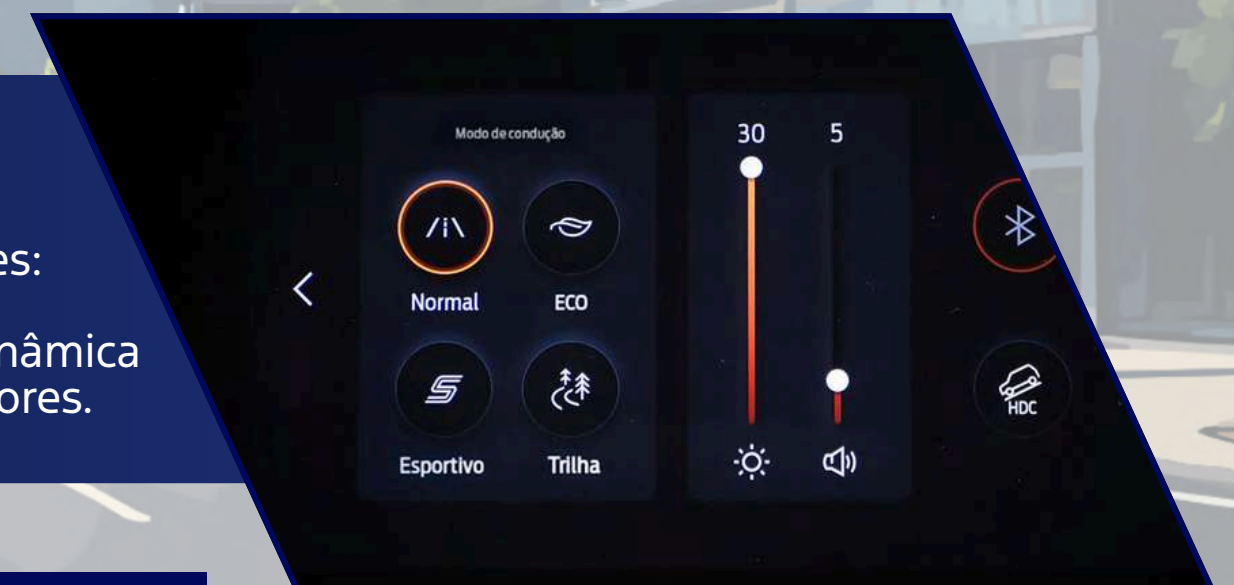 es:
nâmica
ores.
Modo de condução
Normal
ECO
Esportivo
Trilha
30
5
HDC